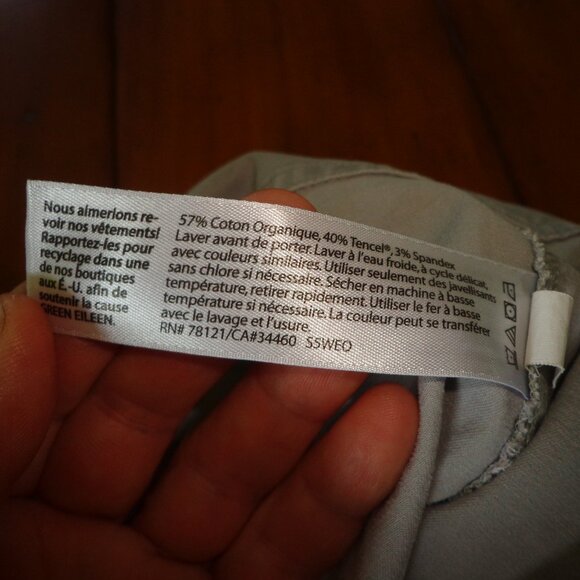 Nous aimerions re-
voir nos vêtements!
Rapportez-les pour
recyclage dans une
de nos boutiques
aux É.-U. afin de
soutenir la cause
GREEN EILEEN.
57% Coton Organique, 40% Tencel®, 3% Spandex
Laver avant de porter. Laver à l'eau froide, à cycle délicat,
avec couleurs similaires. Utiliser seulement des javellisants
sans chlore si nécessaire. Sécher en machine à basse
température, retirer rapidement. Utiliser le fer à basse
température si nécessaire. La couleur peut se transférer
avec le lavage et l'usure.
RN# 78121/CA#34460 S5WEO